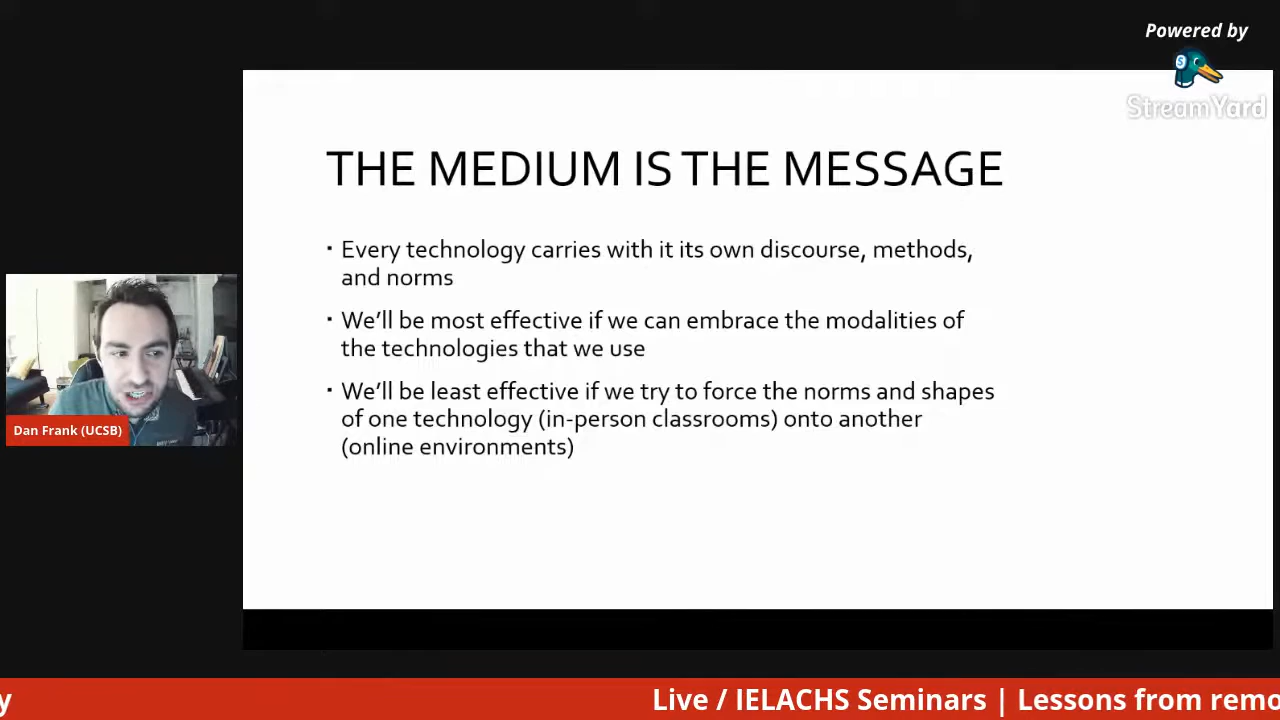 Powered by
StreamYard
THE MEDIUM IS THE MESSAGE
▪ Every technology carries with it its own discourse, methods,
and norms
▪ We'll be most effective if we can embrace the modalities of
the technologies that we use
▪ We'll be least effective if we try to force the norms and shapes
of one technology (in-person classrooms) onto another
(online environments)
Dan Frank (UCSB)
y Live / IELACHS Seminars | Lessons from remo